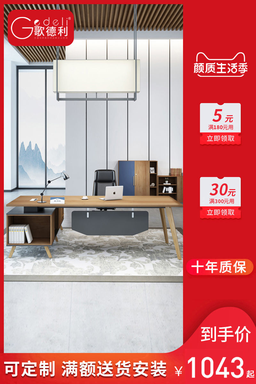 Gdeli
歌德利
颜质生活季
5元
满180元用
立即领取
30元
满300元用
立即领取
十年质保
到手价
可定制 满额送货安装 ¥1043起